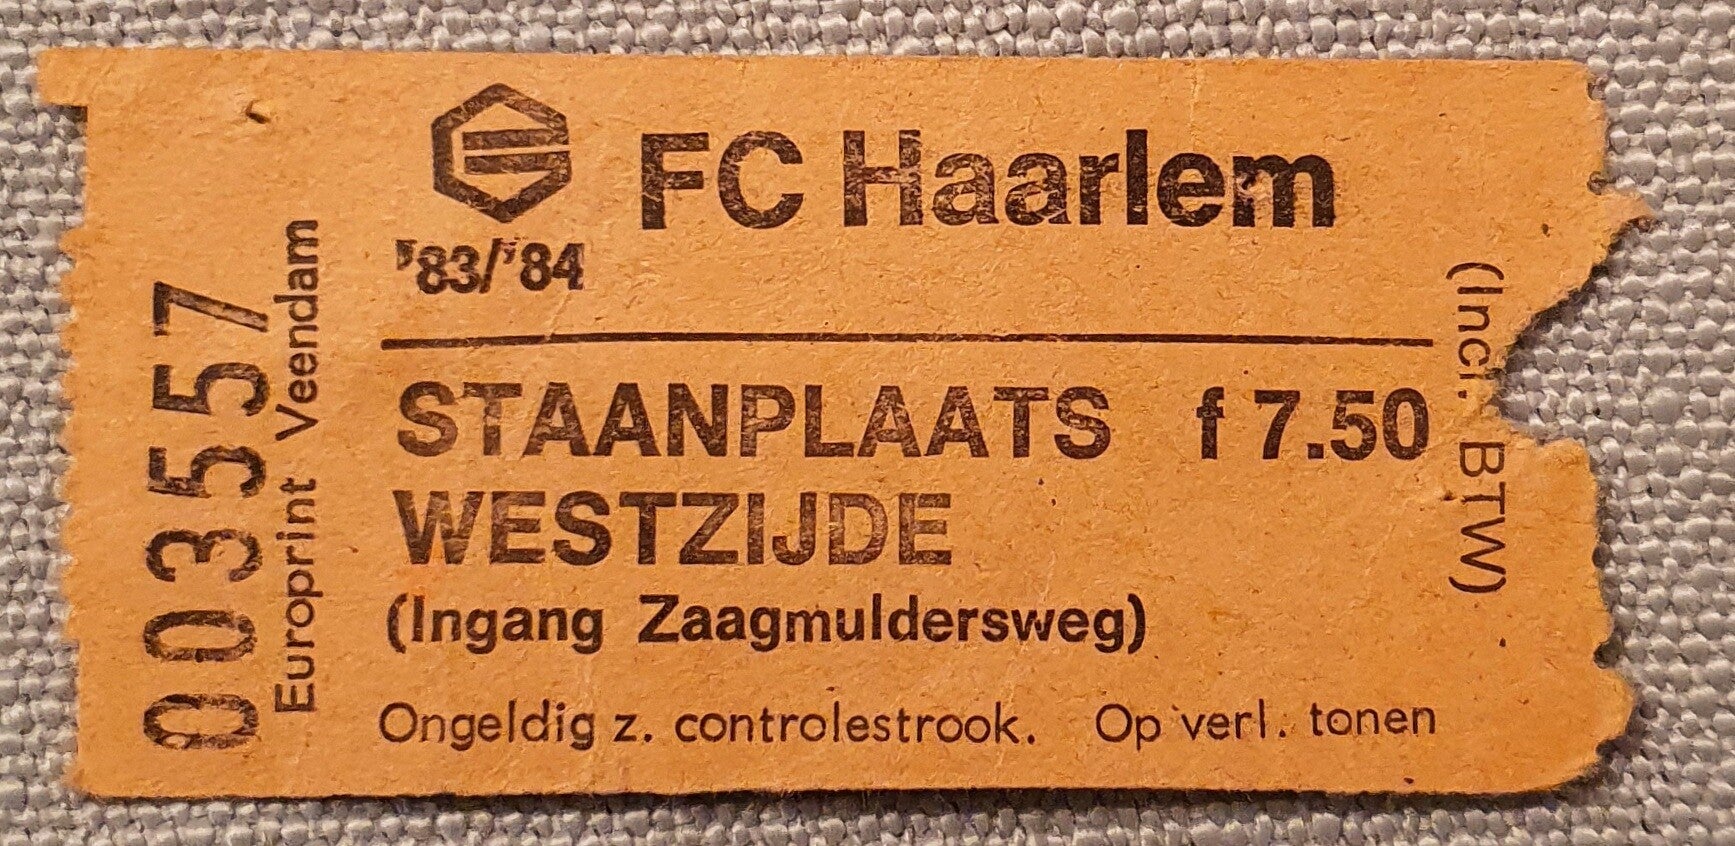 FC Haarlem
'83/'84
STAANPLAATS f 7.50
WESTZIJDE
(Ingang Zaagmuldersweg)
Ongeldig z. controlestrook. Op verl. tonen
(Incl. BTW)
003557
Europrint Veendam